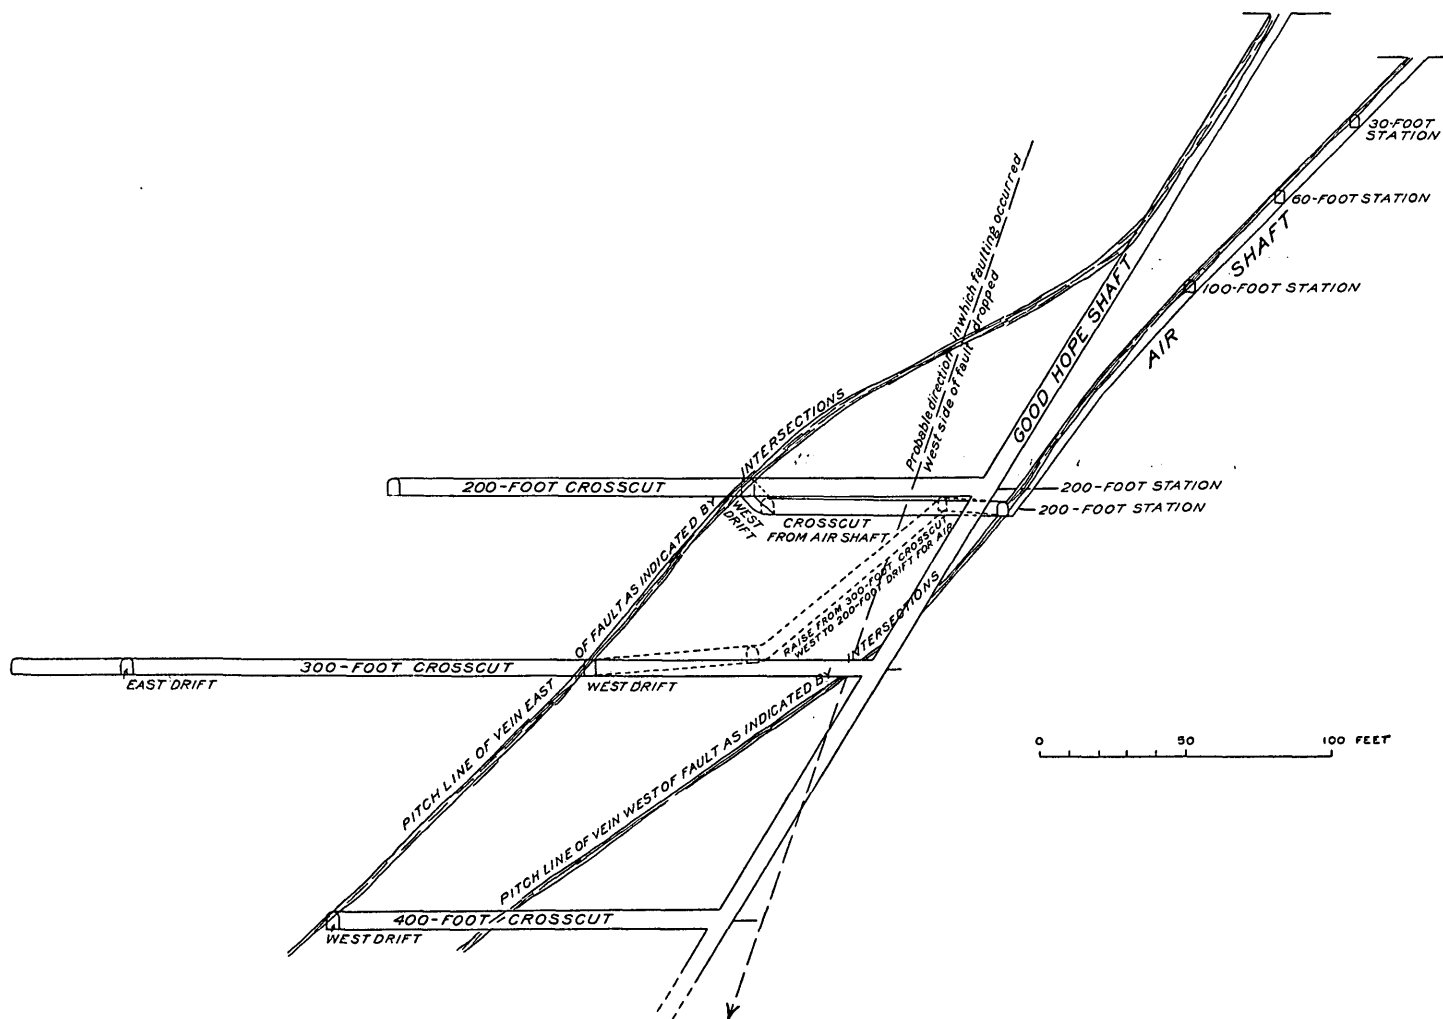 30-FOOT
STATION
60-FOOT STATION
SHAFT
100-FOOT STATION
AIR
Probable direction in which faulting occurred
West side of fault dropped
GOOD HOPE SHAFT
INTERSECTIONS
200-FOOT CROSSCUT
200-FOOT STATION
200-FOOT STATION
WEST
DRIFT
CROSSCUT
FROM AIR SHAFT
OF FAULT AS INDICATED BY
RAISE FROM 300-FOOT CROSSCUT
WEST TO 200-FOOT DRIFT FOR AIR
INTERSECTIONS
300-FOOT CROSSCUT
EAST DRIFT
WEST DRIFT
PITCH LINE OF VEIN EAST
PITCH LINE OF VEIN WEST OF FAULT AS INDICATED BY
0 50 100 FEET
400-FOOT CROSSCUT
WEST DRIFT